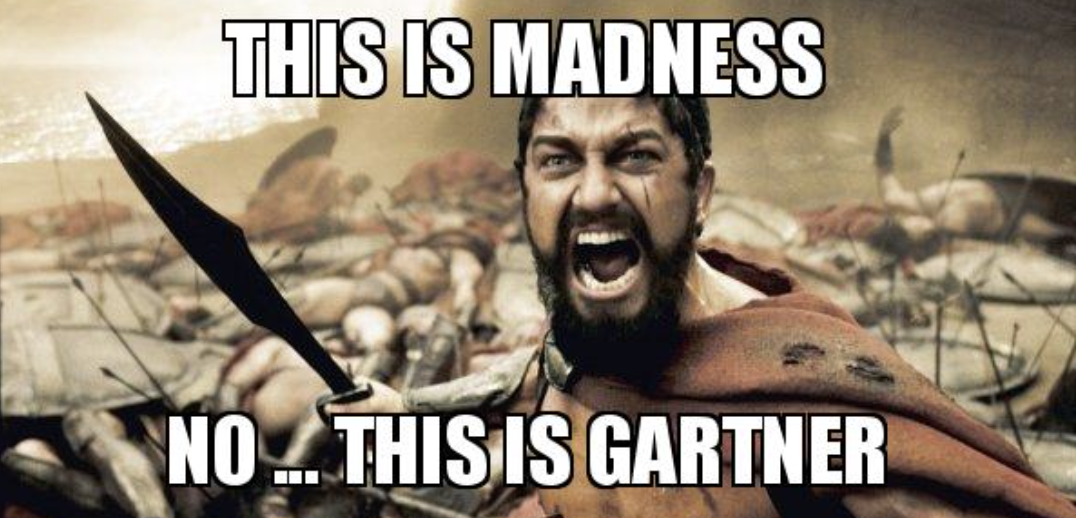 THIS IS MADNESS
NO ... THIS IS GARTNER